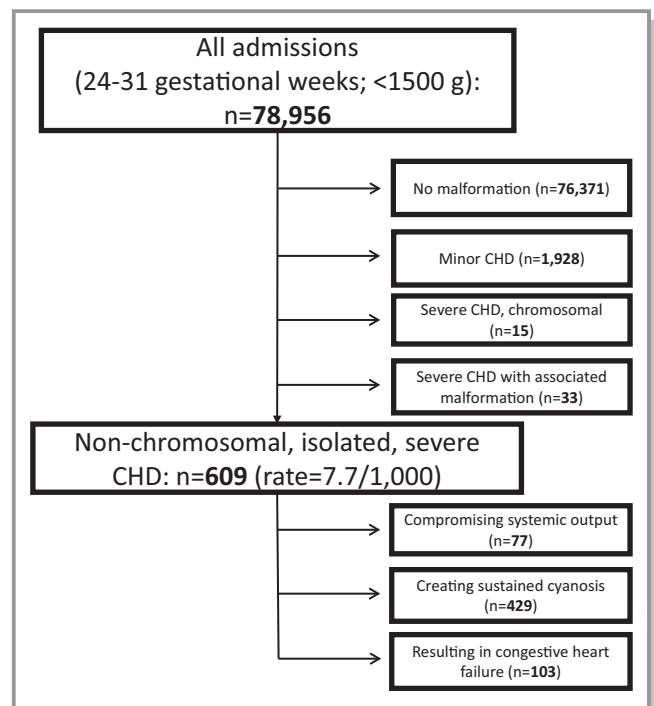 All admissions
(24-31 gestational weeks; <1500 g):
n=78,956
No malformation (n=76,371)
Minor CHD (n=1,928)
Severe CHD, chromosomal
(n=15)
Severe CHD with associated
malformation (n=33)
Non-chromosomal, isolated, severe
CHD: n=609 (rate=7.7/1,000)
Compromising systemic output
(n=77)
Creating sustained cyanosis
(n=429)
Resulting in congestive heart
failure (n=103)